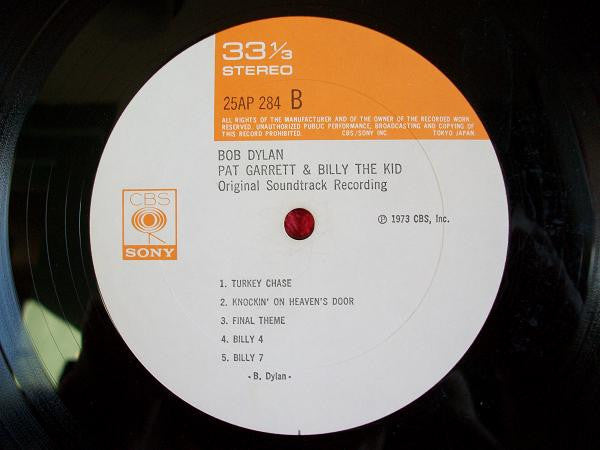 33 1/3
STEREO
25AP 284 B
ALL RIGHTS OF THE MANUFACTURER AND OF THE OWNER OF THE RECORDED WORK
RESERVED. UNAUTHORIZED PUBLIC PERFORMANCE, BROADCASTING AND COPYING OF
THIS RECORD PROHIBITED. CBS/SONY INC. TOKYO JAPAN
BOB DYLAN
PAT GARRETT & BILLY THE KID
Original Soundtrack Recording
CBS
SONY
℗ 1973 CBS, Inc.
1. TURKEY CHASE
2. KNOCKIN' ON HEAVEN'S DOOR
3. FINAL THEME
4. BILLY 4
5. BILLY 7
- B. Dylan -